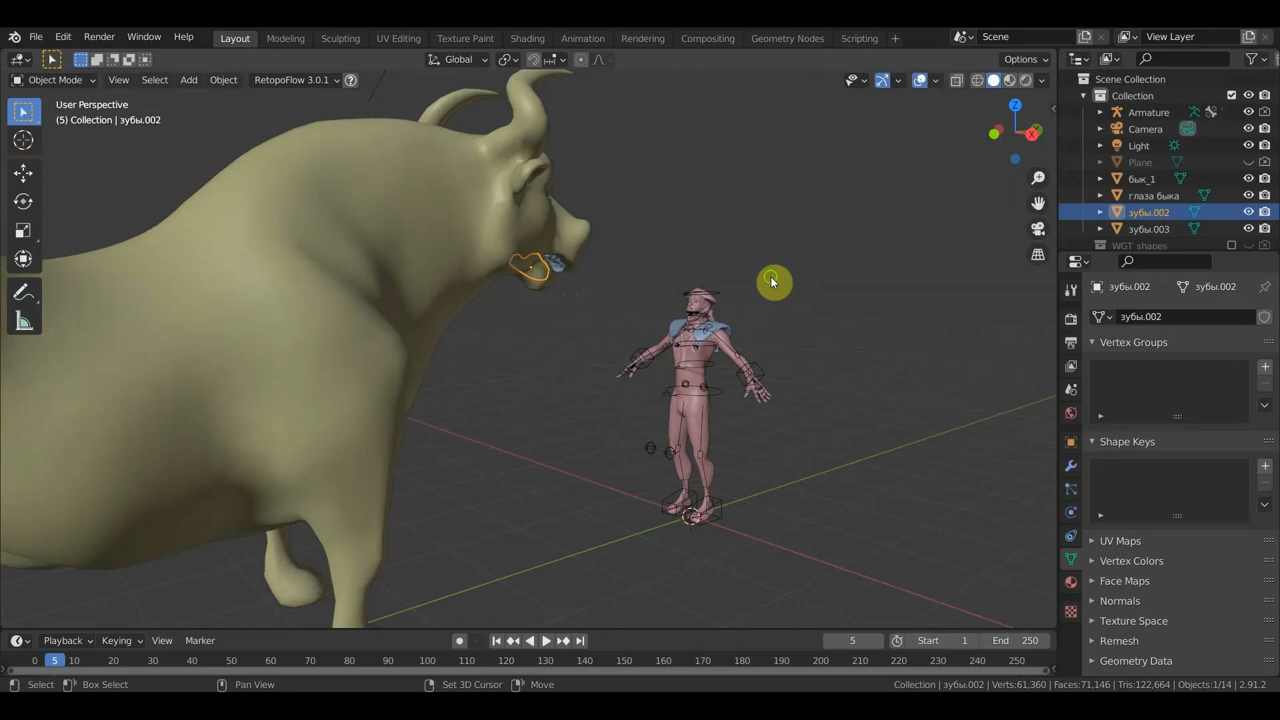 File Edit Render Window Help Layout Modeling Sculpting UV Editing Texture Paint Shading Animation Rendering Compositing Geometry Nodes Scripting Scene View Layer
Global Options
Object Mode View Select Add Object RetopoFlow 3.0.1
User Perspective
(5) Collection | зубы.002
Z
X
Scene Collection
Collection
Armature
Camera
Light
Plane
бык_1
глаза быка
зубы.002
зубы.003
WGT_shapes
зубы.002 зубы.002
зубы.002
Vertex Groups
Shape Keys
UV Maps
Vertex Colors
Face Maps
Normals
Texture Space
Remesh
Geometry Data
Playback Keying View Marker 5 Start 1 End 250
0 5 10 20 30 40 50 60 70 80 90 100 110 120 130 140 150 160 170 180 190 200 210 220 230 240 250
Select Box Select Pan View Set 3D Cursor Move Collection | зубы.002 | Verts:61,360 | Faces:71,146 | Tris:122,664 | Objects:1/14 | 2.91.2